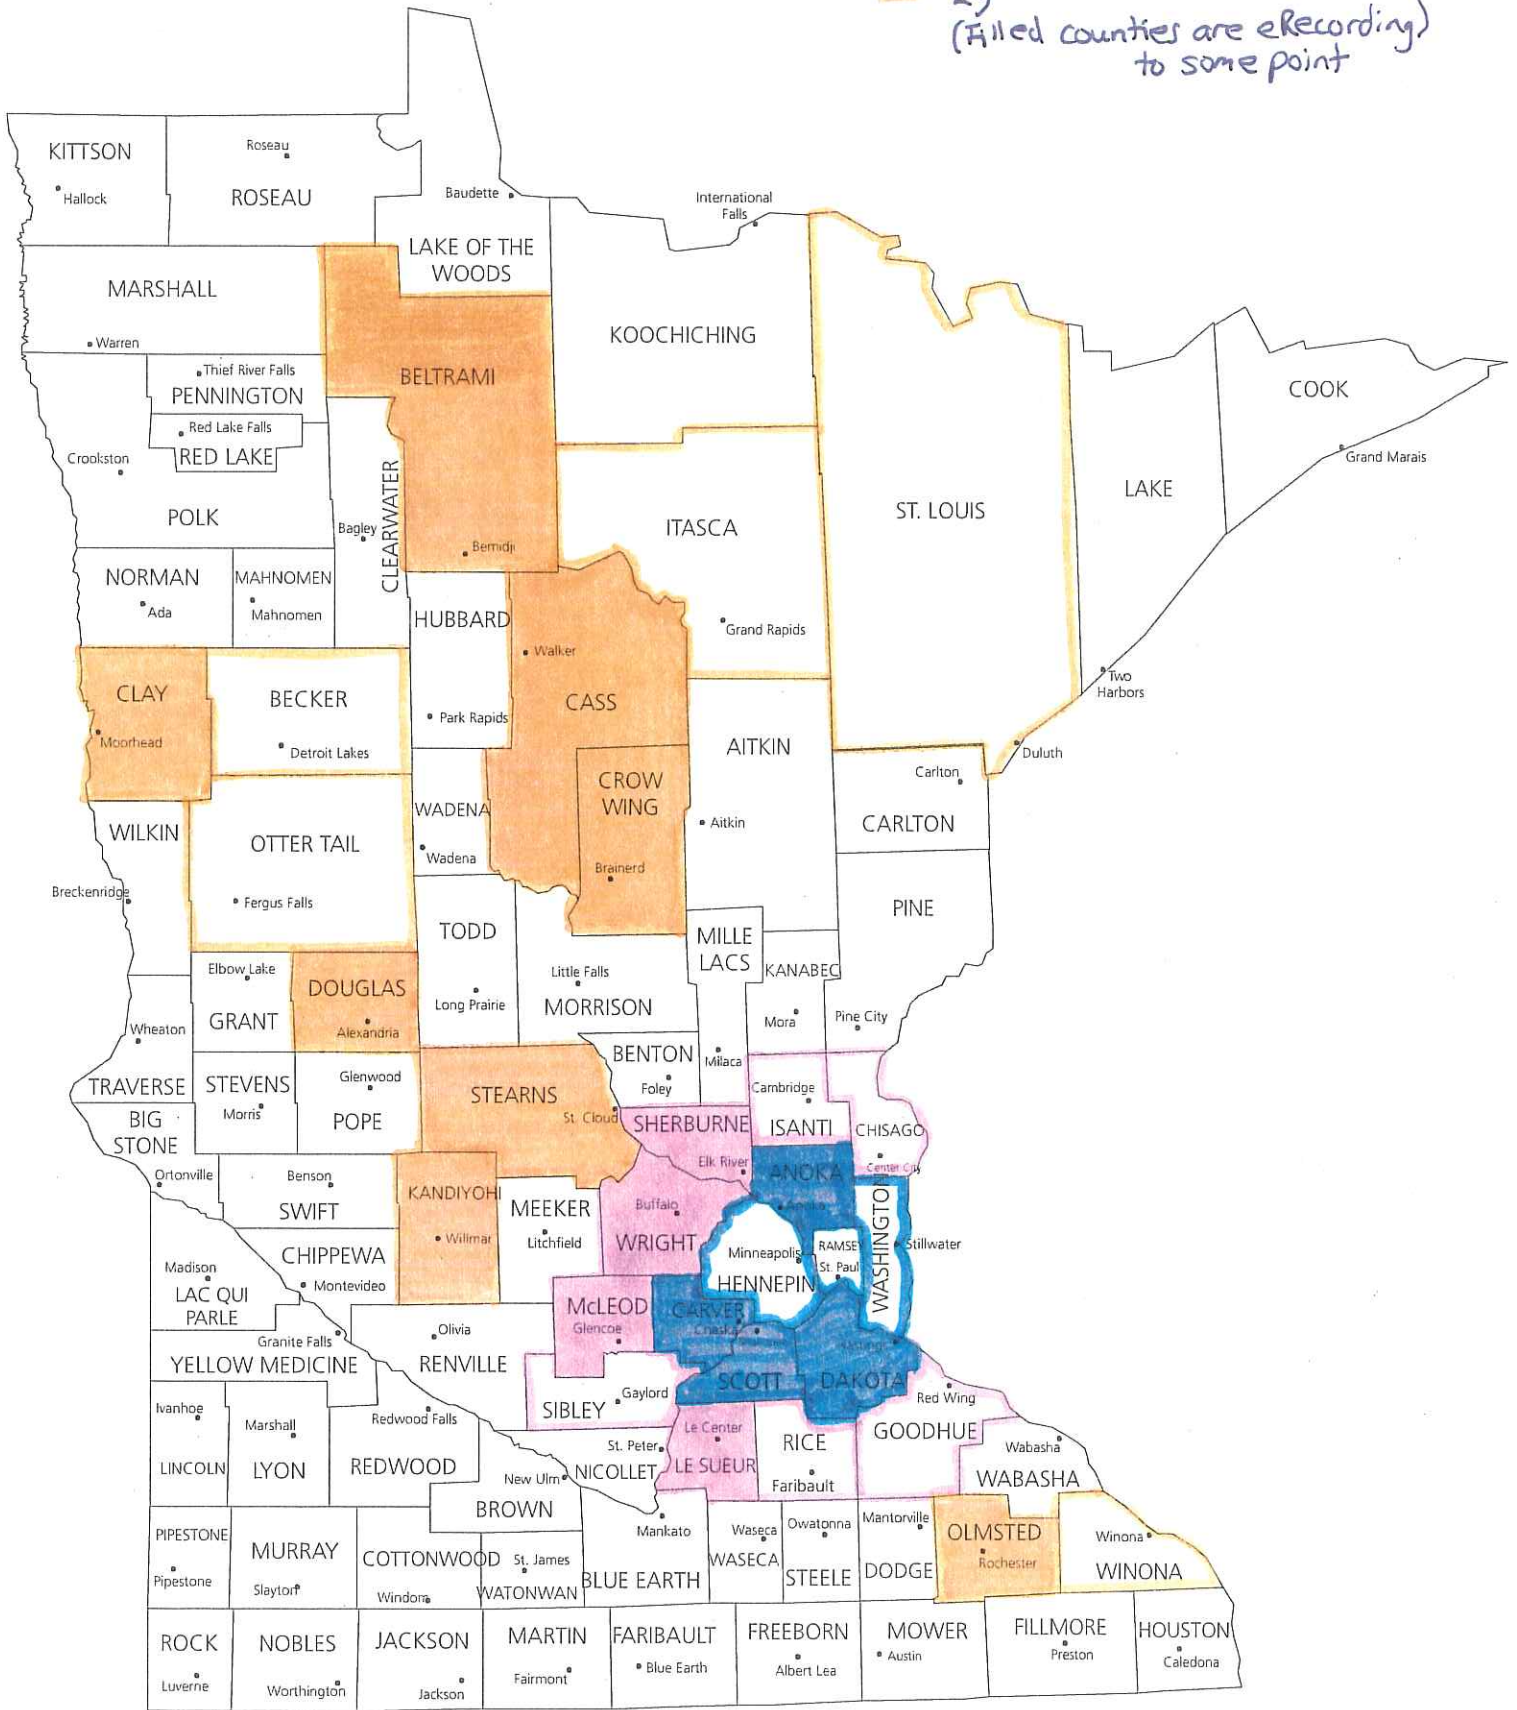 (Filled counties are eRecording)
to some point
KITTSON
Hallock
Roseau
ROSEAU
Baudette
LAKE OF THE
WOODS
International
Falls
KOOCHICHING
MARSHALL
Warren
Thief River Falls
PENNINGTON
Red Lake Falls
RED LAKE
Crookston
POLK
BELTRAMI
Bemidji
CLEARWATER
Bagley
ITASCA
Grand Rapids
ST. LOUIS
Duluth
LAKE
Two
Harbors
COOK
Grand Marais
NORMAN
Ada
MAHNOMEN
Mahnomen
HUBBARD
Park Rapids
Walker
CASS
CLAY
Moorhead
BECKER
Detroit Lakes
CROW
WING
Brainerd
AITKIN
Aitkin
Carlton
CARLTON
WILKIN
Breckenridge
OTTER TAIL
Fergus Falls
WADENA
Wadena
TODD
Long Prairie
Little Falls
MORRISON
MILLE
LACS
Milaca
KANABEC
Mora
PINE
Pine City
Elbow Lake
GRANT
DOUGLAS
Alexandria
Wheaton
TRAVERSE
STEVENS
Morris
Glenwood
POPE
STEARNS
St. Cloud
BENTON
Foley
SHERBURNE
Elk River
Cambridge
ISANTI
CHISAGO
Center City
BIG
STONE
Ortonville
Benson
SWIFT
KANDIYOHI
Willmar
MEEKER
Litchfield
Buffalo
WRIGHT
ANOKA
Anoka
Minneapolis
HENNEPIN
RAMSEY
St. Paul
WASHINGTON
Stillwater
CHIPPEWA
Montevideo
Madison
LAC QUI
PARLE
Granite Falls
YELLOW MEDICINE
Olivia
RENVILLE
McLEOD
Glencoe
CARVER
Chaska
SCOTT
Hastings
DAKOTA
SIBLEY
Gaylord
Red Wing
GOODHUE
Wabasha
WABASHA
Ivanhoe
LINCOLN
Marshall
LYON
Redwood Falls
REDWOOD
New Ulm
BROWN
St. Peter
NICOLLET
Le Center
LE SUEUR
RICE
Faribault
PIPESTONE
Pipestone
MURRAY
Slayton
COTTONWOOD
Windom
St. James
WATONWAN
Mankato
BLUE EARTH
Waseca
WASECA
Owatonna
STEELE
Mantorville
DODGE
OLMSTED
Rochester
Winona
WINONA
ROCK
Luverne
NOBLES
Worthington
JACKSON
Jackson
MARTIN
Fairmont
FARIBAULT
Blue Earth
FREEBORN
Albert Lea
MOWER
Austin
FILLMORE
Preston
HOUSTON
Caledona